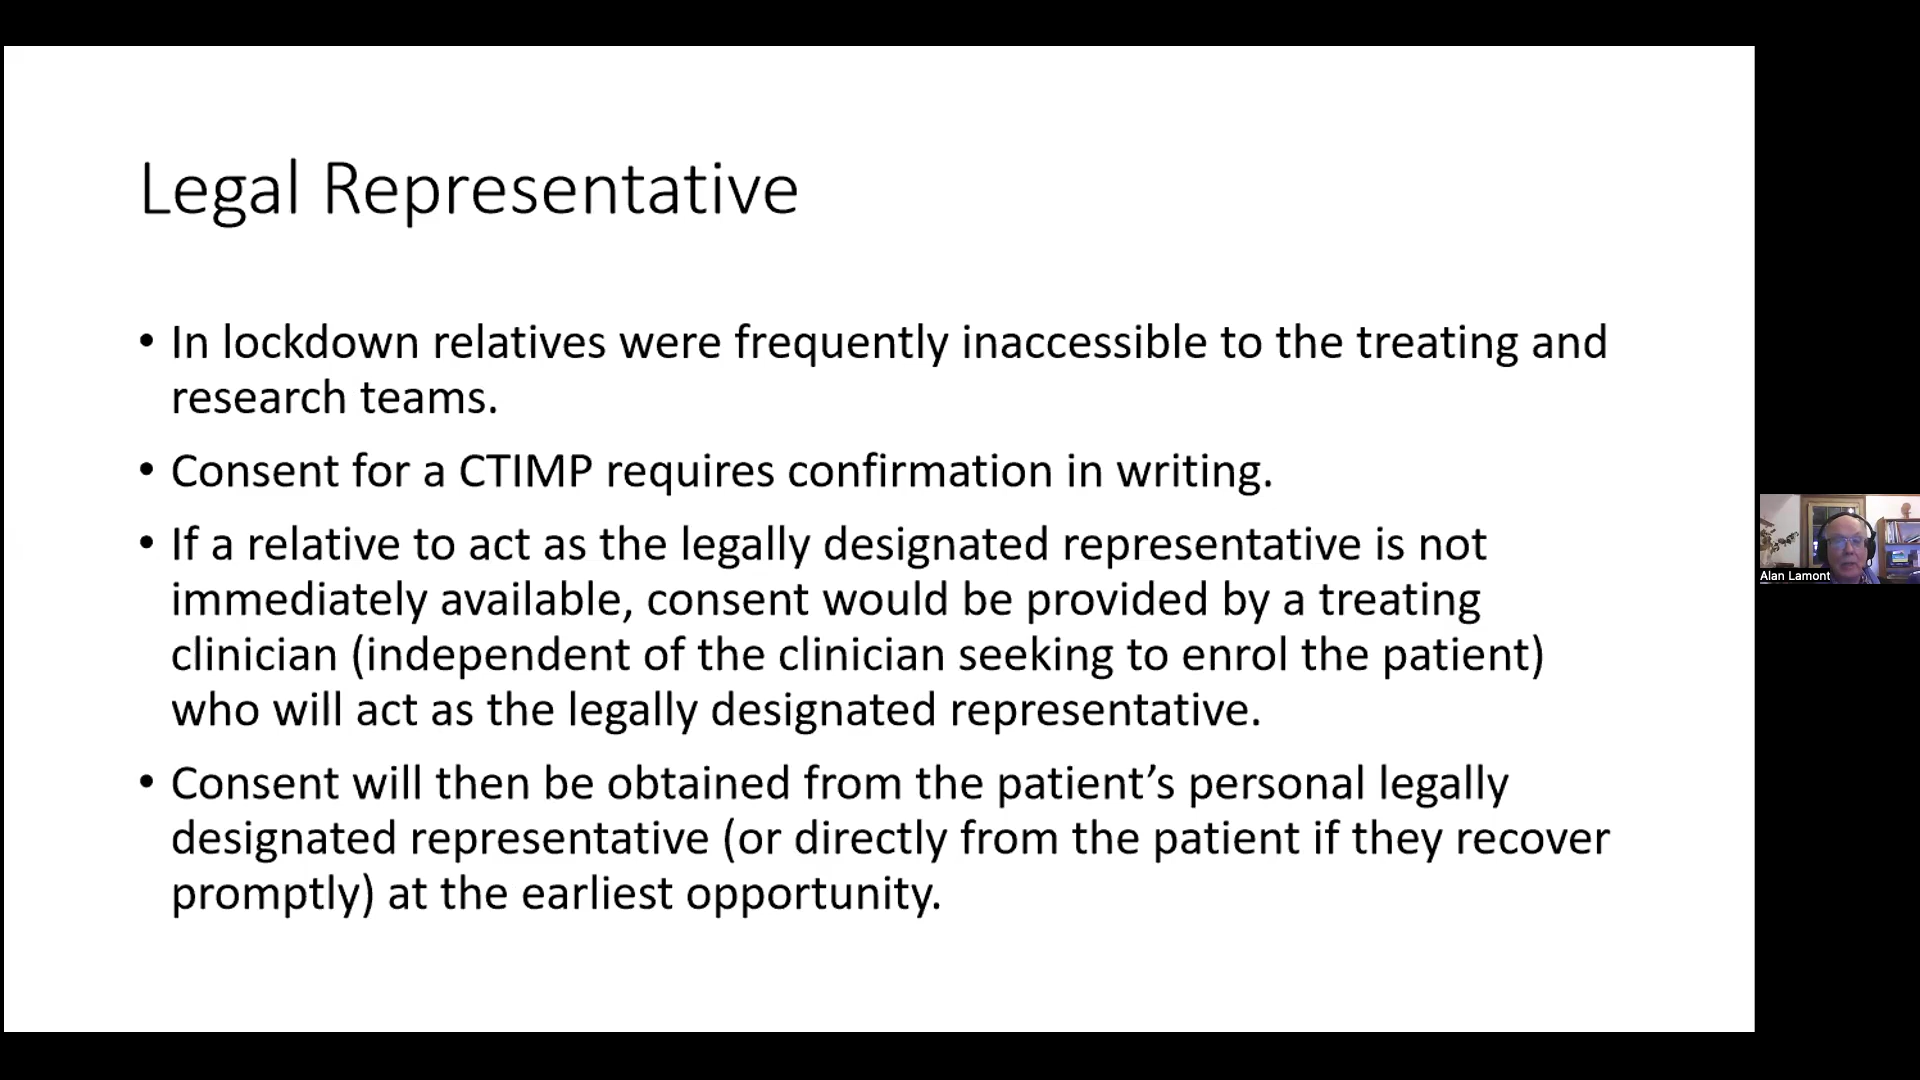 Legal Representative
• In lockdown relatives were frequently inaccessible to the treating and
research teams.
• Consent for a CTIMP requires confirmation in writing.
• If a relative to act as the legally designated representative is not
immediately available, consent would be provided by a treating
clinician (independent of the clinician seeking to enrol the patient)
who will act as the legally designated representative.
• Consent will then be obtained from the patient’s personal legally
designated representative (or directly from the patient if they recover
promptly) at the earliest opportunity.
Alan Lamont